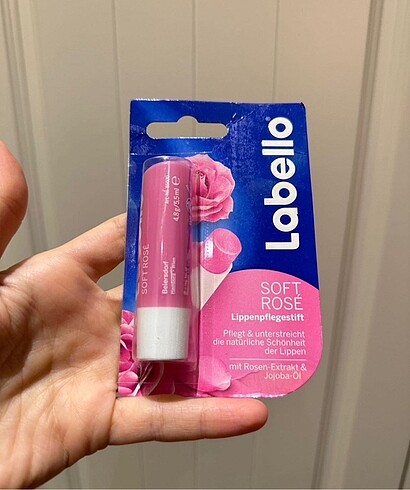 Labello
SOFT
ROSÉ
Lippenpflegestift
Pflegt & unterstreicht
die natürliche Schönheit
der Lippen
mit Rosen-Extrakt &
Jojoba-Öl
SOFT ROSÉ
Beiersdorf
4,8g/5,5ml ℮